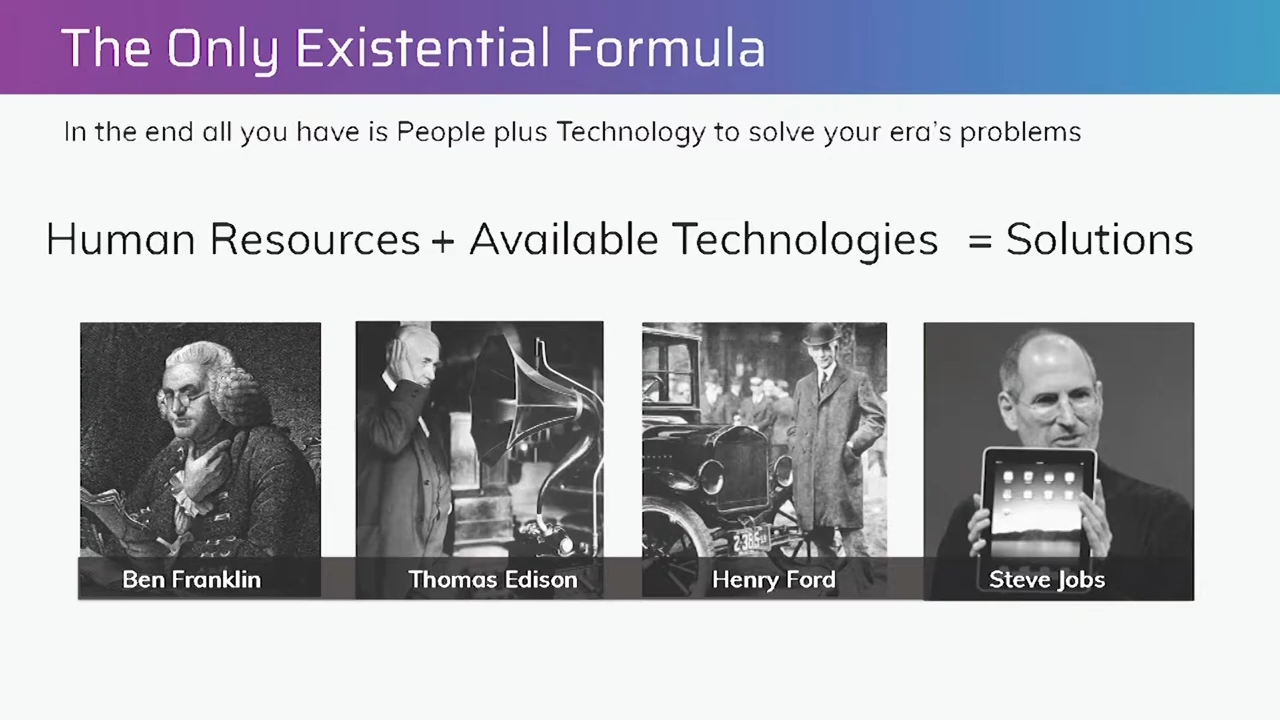 The Only Existential Formula
In the end all you have is People plus Technology to solve your era's problems
Human Resources + Available Technologies = Solutions
Ben Franklin
Thomas Edison
Henry Ford
Steve Jobs